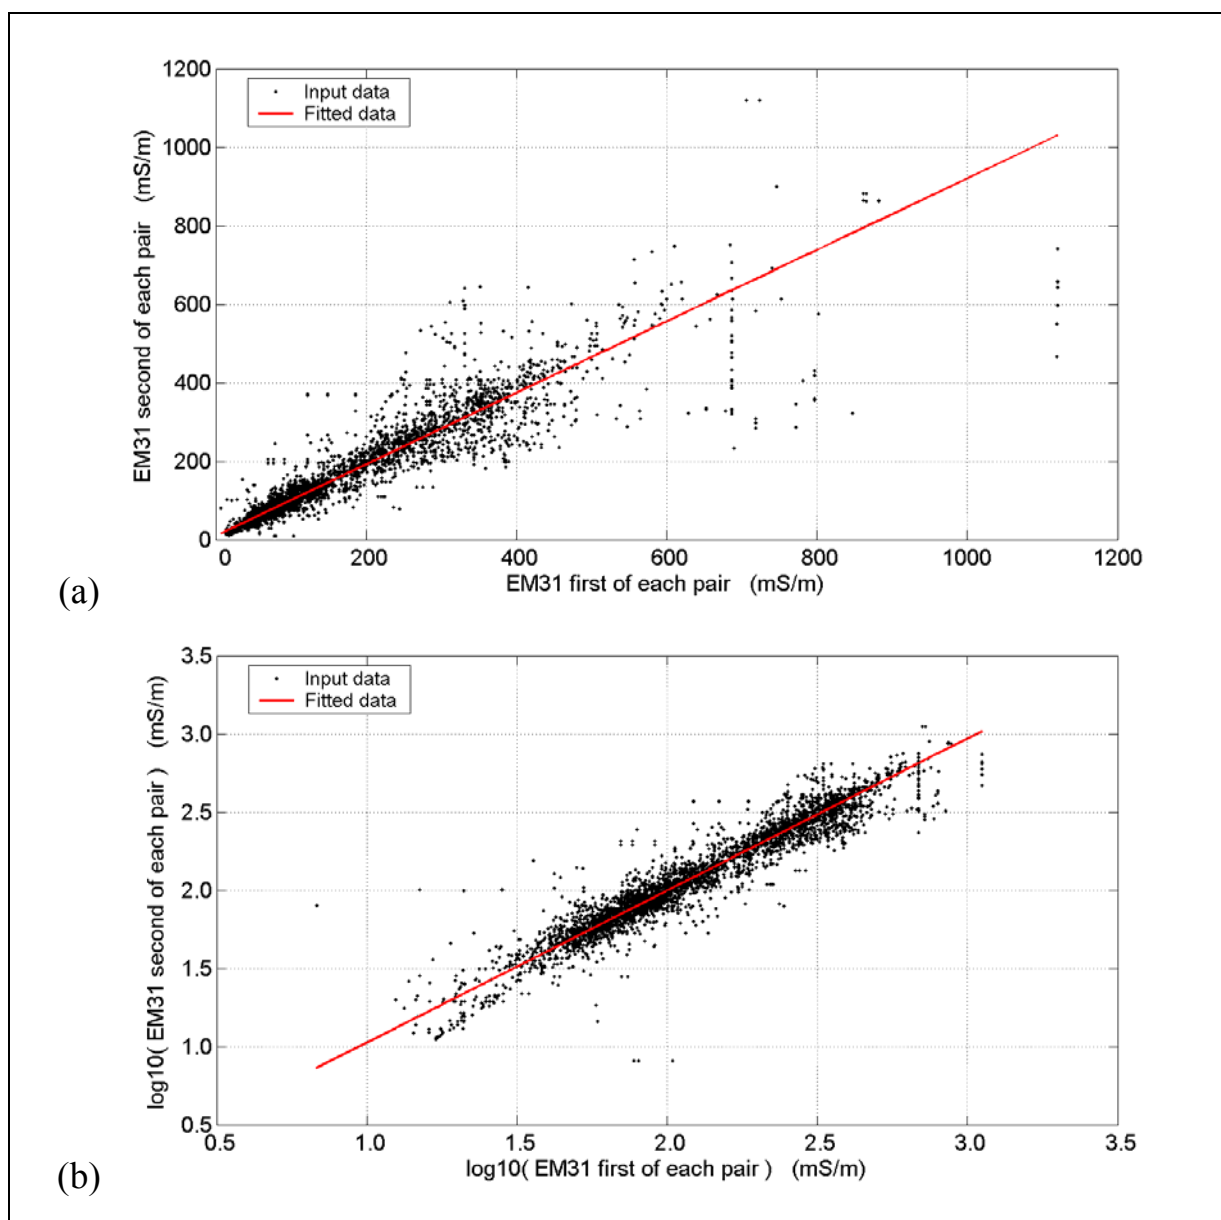 1200
1000
800
600
400
200
0
EM31 second of each pair (mS/m)
Input data
Fitted data
0 200 400 600 800 1000 1200
EM31 first of each pair (mS/m)
(a)
3.5
3.0
2.5
2.0
1.5
1.0
0.5
log10( EM31 second of each pair ) (mS/m)
Input data
Fitted data
0.5 1.0 1.5 2.0 2.5 3.0 3.5
log10( EM31 first of each pair ) (mS/m)
(b)